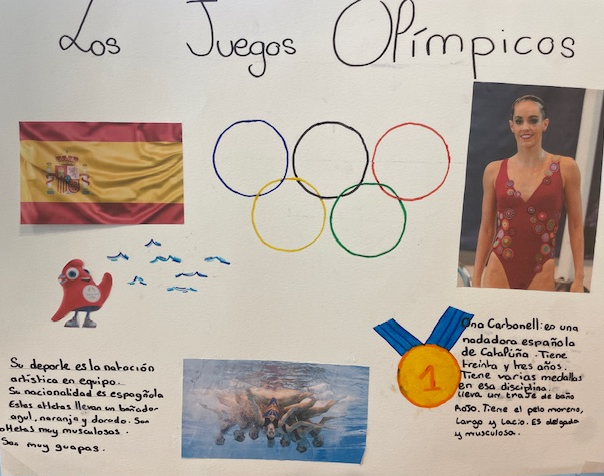 Los Juegos Olímpicos
Ona Carbonell: es una
nadadora española
de Cataluña. Tiene
treinta y tres años.
Tiene varias medallas
en esa disciplina.
lleva un traje de baño
Rojo. Tiene el pelo moreno,
largo y lacio. Es delgada
y musculosa.
Su deporte es la natación
artística en equipo.
Su nacionalidad es española
Estas atletas llevan un bañador
azul, naranja y dorado. Son
atletas muy musculosas.
Son muy guapas.
1